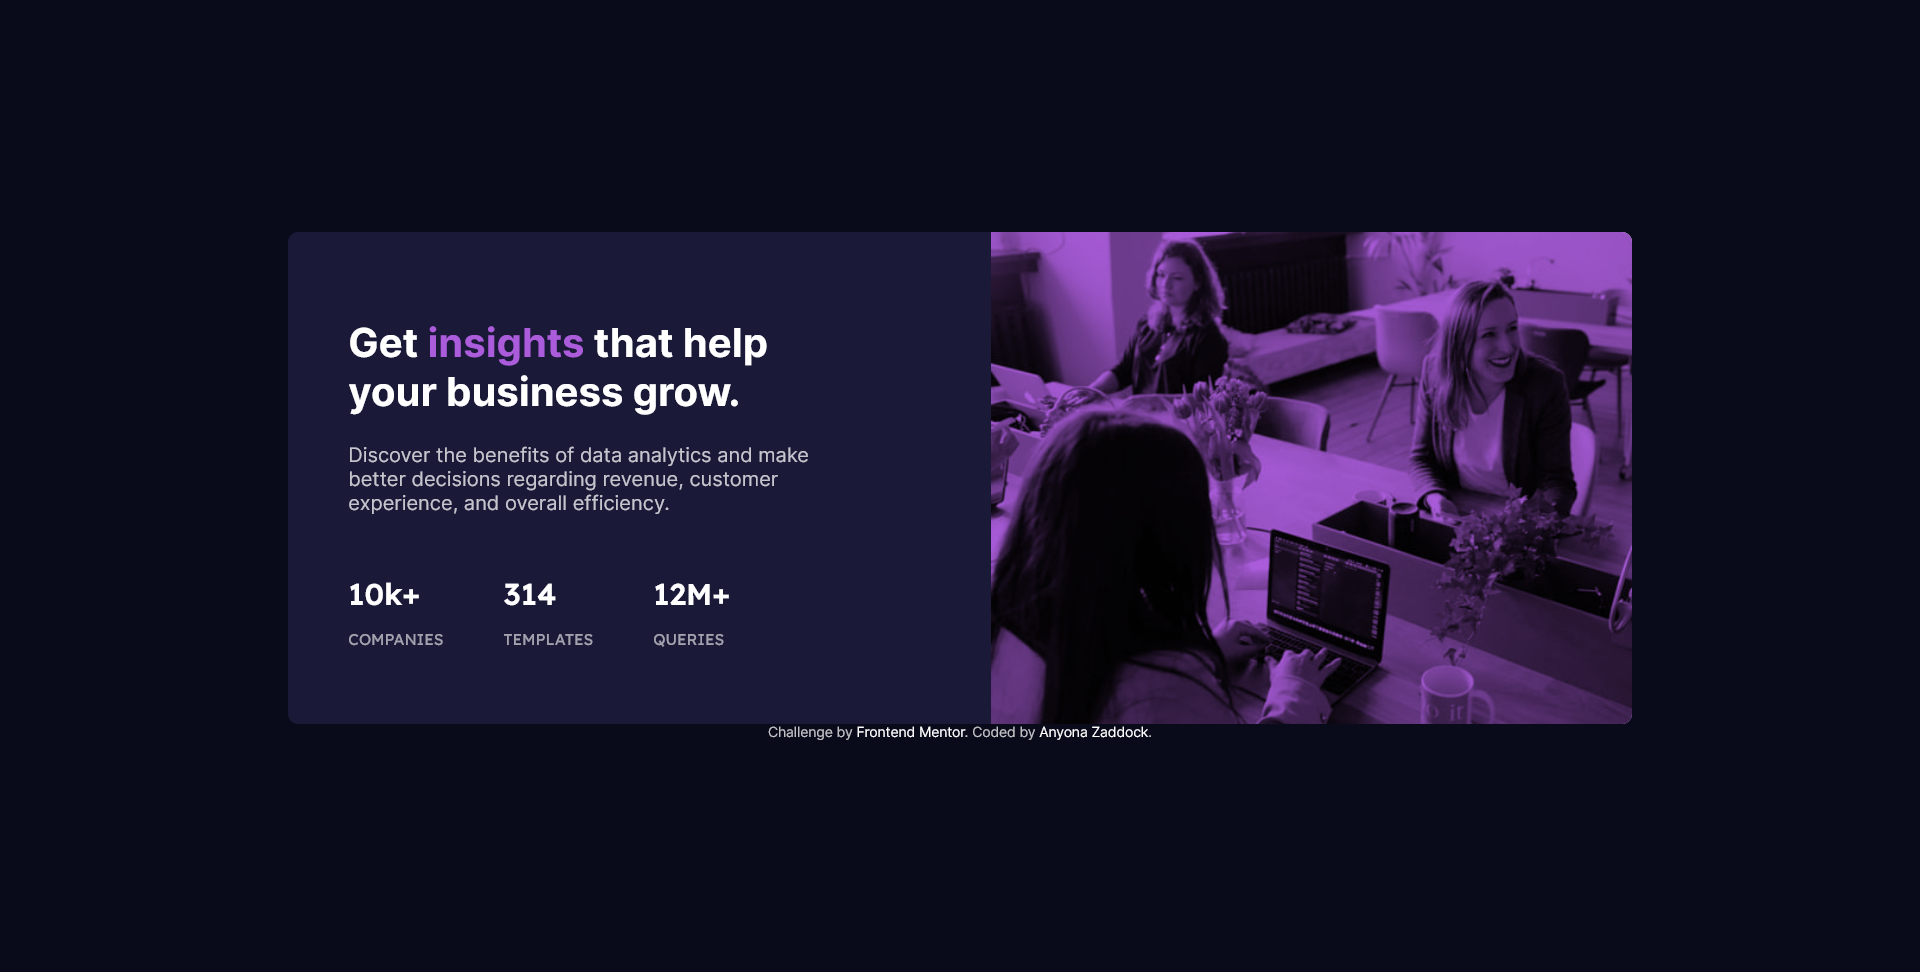 Get insights that help
your business grow.
Discover the benefits of data analytics and make
better decisions regarding revenue, customer
experience, and overall efficiency.
10k+ 314 12M+
COMPANIES TEMPLATES QUERIES
Challenge by Frontend Mentor. Coded by Anyona Zaddock.